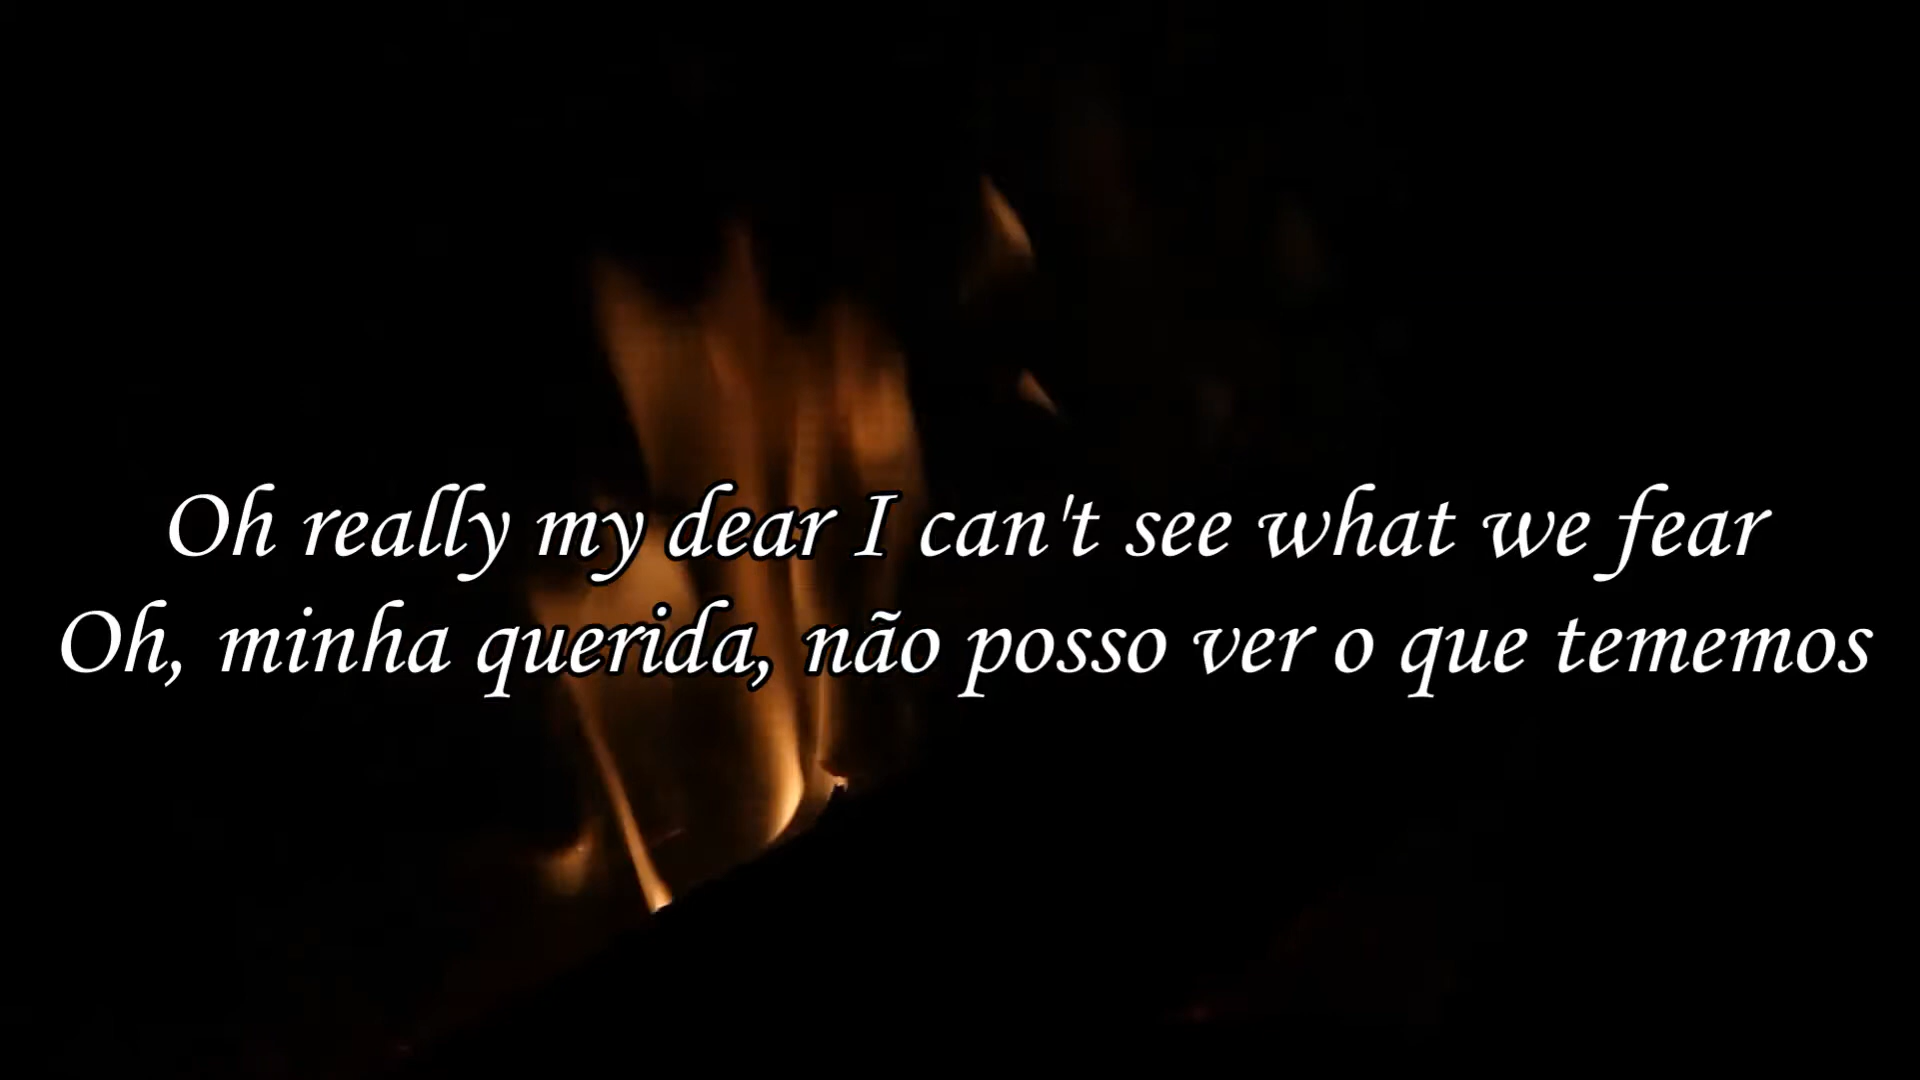 Oh really my dear I can't see what we fear
Oh, minha querida, não posso ver o que tememos